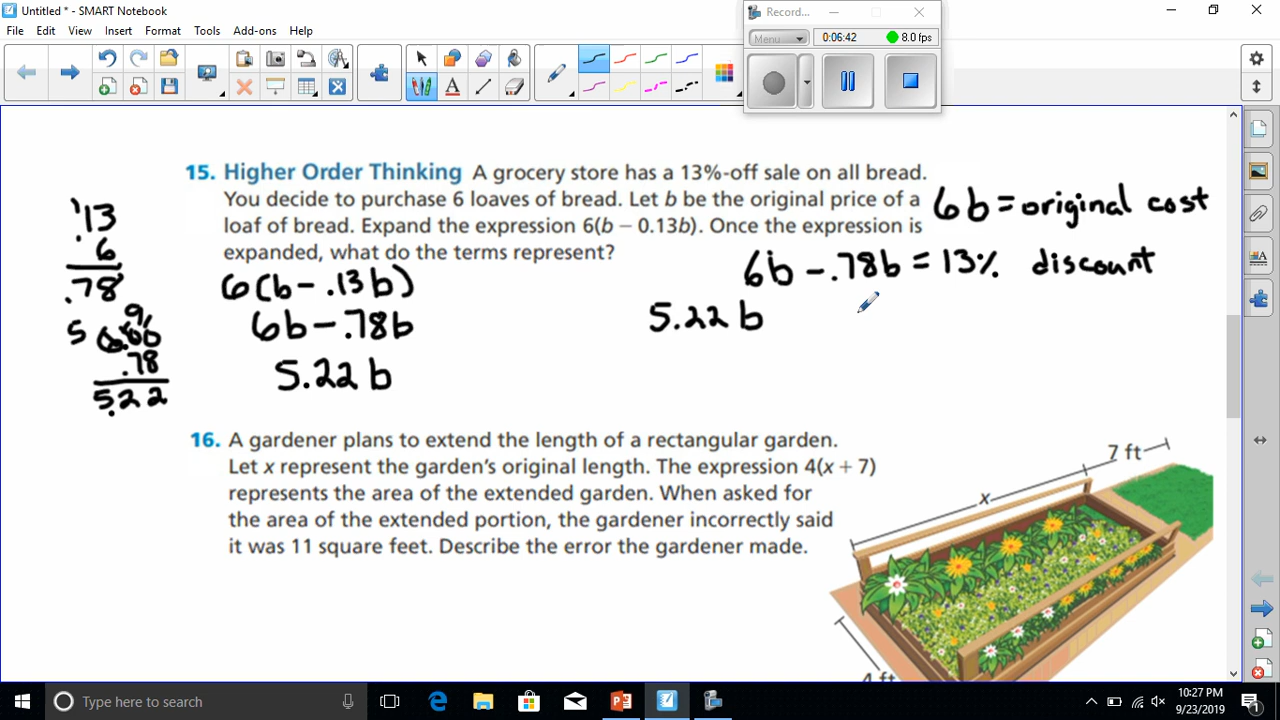 Untitled * - SMART Notebook
File Edit View Insert Format Tools Add-ons Help
Record...
Menu 0:06:42 8.0 fps
15. Higher Order Thinking A grocery store has a 13%-off sale on all bread.
You decide to purchase 6 loaves of bread. Let b be the original price of a
loaf of bread. Expand the expression 6(b − 0.13b). Once the expression is
expanded, what do the terms represent?
6b = original cost
6b - .78b = 13% discount
5.22b
1
.13
6
.78
6(b - .13b)
6b - .78b
5.22b
.78
5.22
16. A gardener plans to extend the length of a rectangular garden.
Let x represent the garden's original length. The expression 4(x + 7)
represents the area of the extended garden. When asked for
the area of the extended portion, the gardener incorrectly said
it was 11 square feet. Describe the error the gardener made.
7 ft
x
4 ft
Type here to search
10:27 PM
9/23/2019